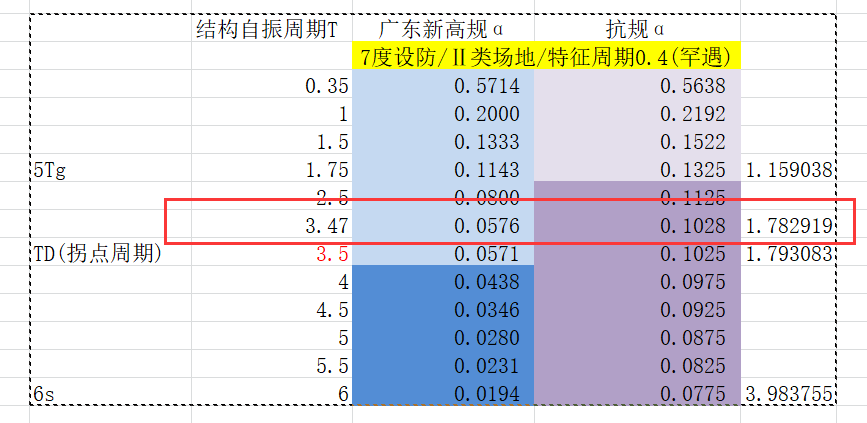 结构自振周期T 广东新高规α 抗规α
7度设防/Ⅱ类场地/特征周期0.4(罕遇)
0.35 0.5714 0.5638
1 0.2000 0.2192
1.5 0.1333 0.1522
5Tg 1.75 0.1143 0.1325 1.159038
2.5 0.0800 0.1125
3.47 0.0576 0.1028 1.782919
TD(拐点周期) 3.5 0.0571 0.1025 1.793083
4 0.0438 0.0975
4.5 0.0346 0.0925
5 0.0280 0.0875
5.5 0.0231 0.0825
6s 6 0.0194 0.0775 3.983755